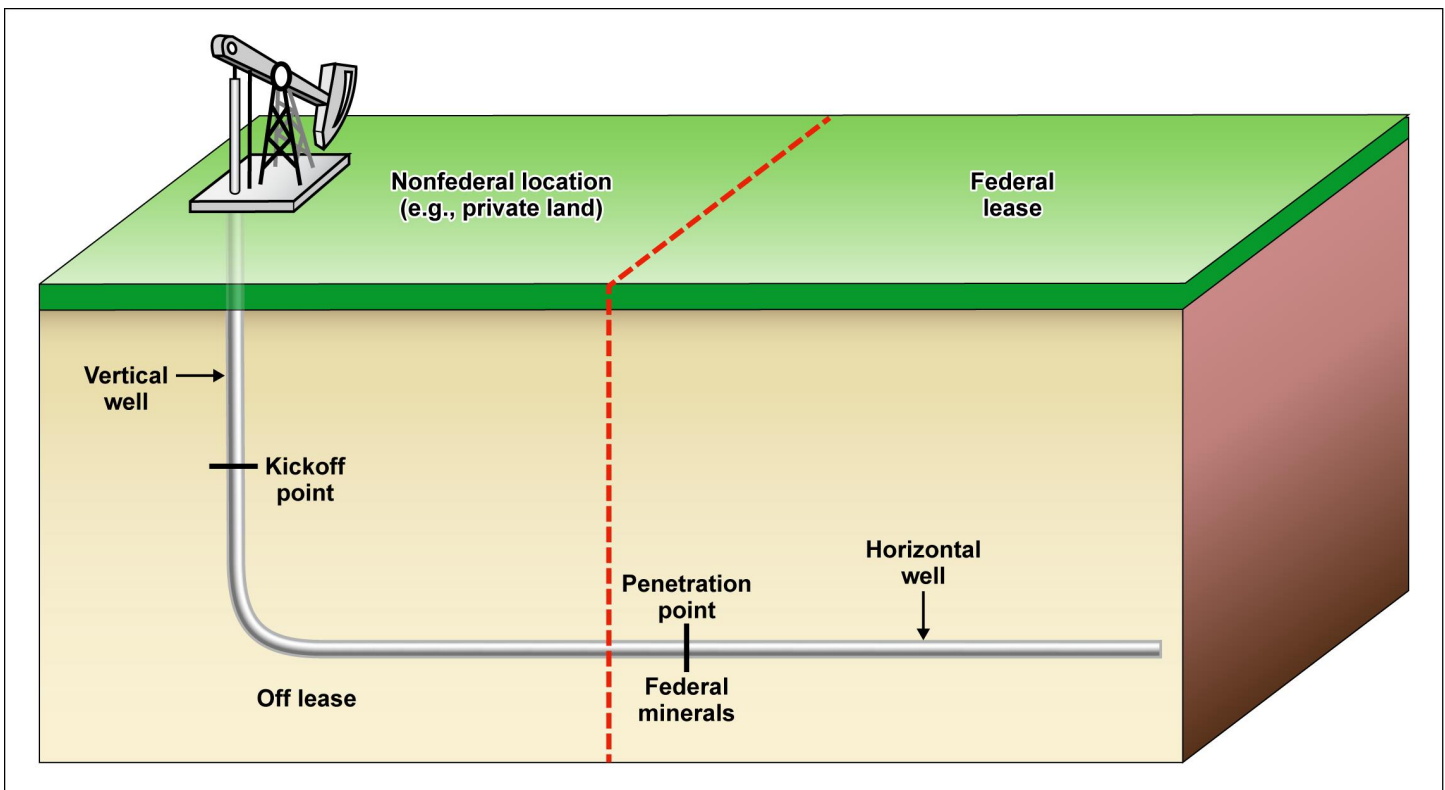 Nonfederal location
(e.g., private land)
Federal
lease
Vertical
well
Kickoff
point
Horizontal
well
Penetration
point
Federal
minerals
Off lease